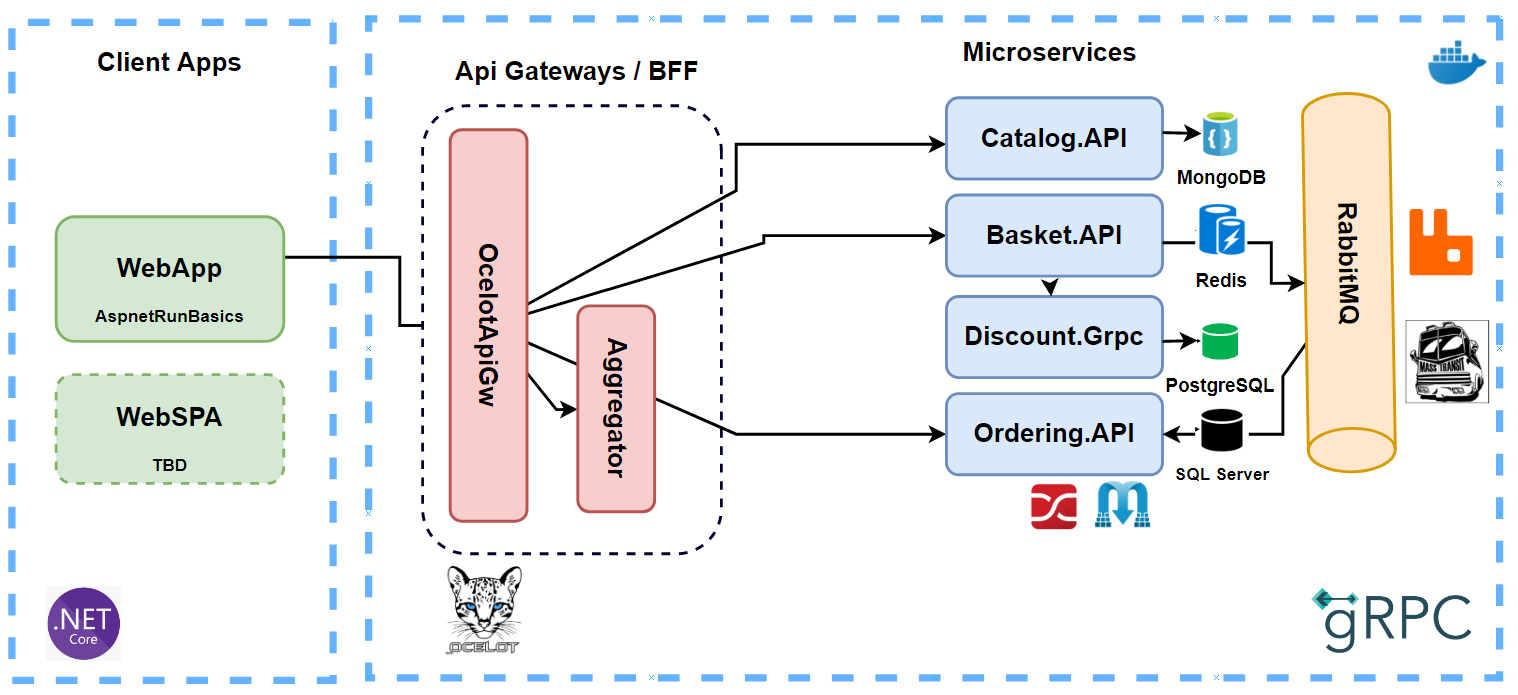 Client Apps
WebApp
AspnetRunBasics
WebSPA
TBD
.NET
Core
Api Gateways / BFF
OcelotApiGw
Aggregator
OCELOT
Microservices
Catalog.API
MongoDB
Basket.API
Redis
Discount.Grpc
PostgreSQL
Ordering.API
SQL Server
RabbitMQ
MASS TRANSIT
gRPC